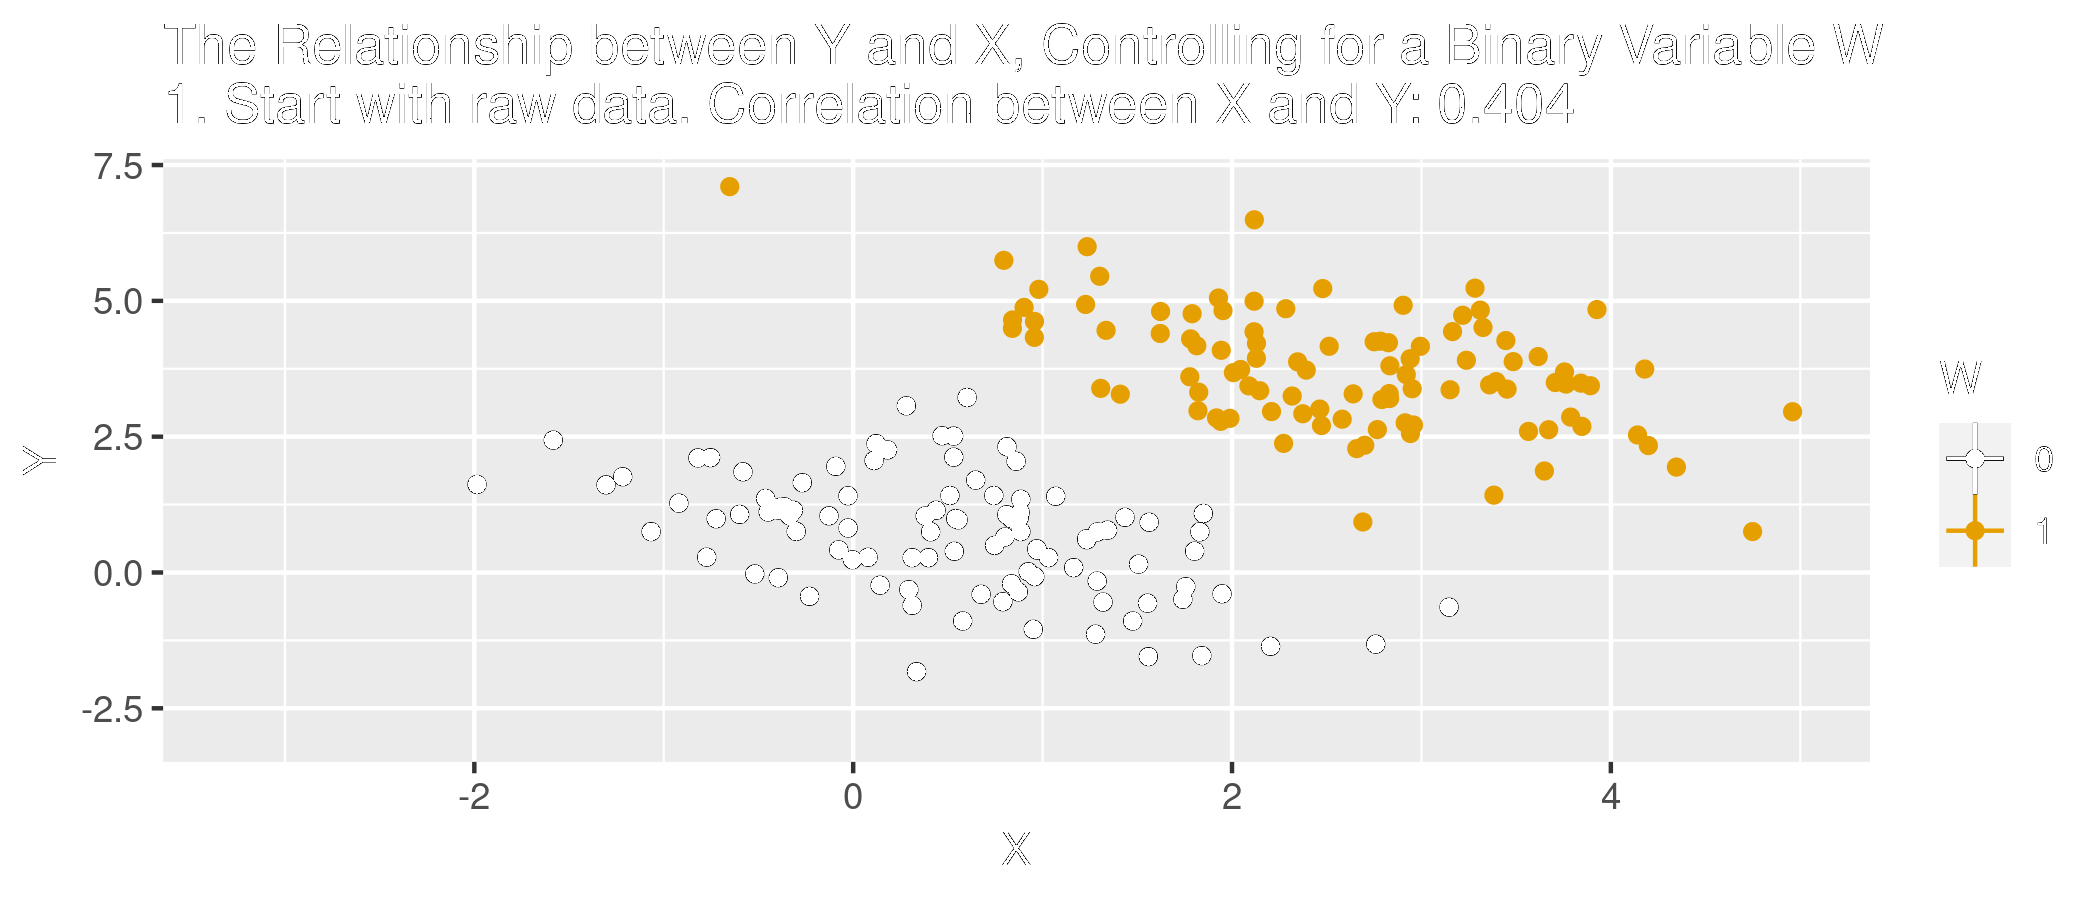 The Relationship between Y and X, Controlling for a Binary Variable W
1. Start with raw data. Correlation between X and Y: 0.404
7.5
5.0
2.5
0.0
-2.5
Y
-2
0
2
4
X
W
0
1